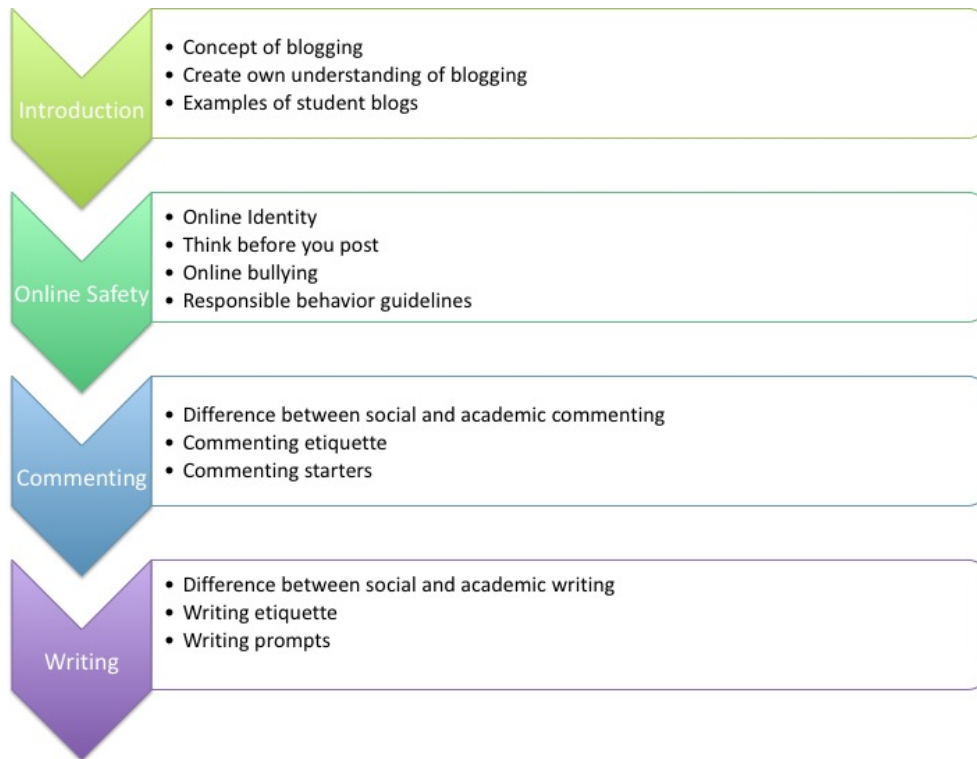 Introduction
• Concept of blogging
• Create own understanding of blogging
• Examples of student blogs
Online Safety
• Online Identity
• Think before you post
• Online bullying
• Responsible behavior guidelines
Commenting
• Difference between social and academic commenting
• Commenting etiquette
• Commenting starters
Writing
• Difference between social and academic writing
• Writing etiquette
• Writing prompts